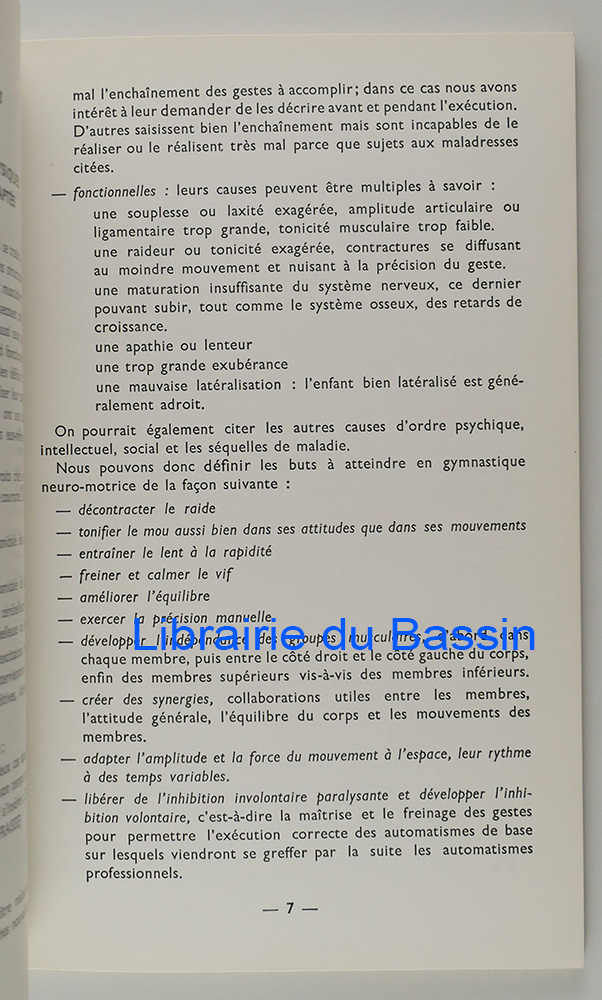 mal l'enchaînement des gestes à accomplir; dans ce cas nous avons
intérêt à leur demander de les décrire avant et pendant l'exécution.
D'autres saisissent bien l'enchaînement mais sont incapables de le
réaliser ou le réalisent très mal parce que sujets aux maladresses
citées.
— fonctionnelles : leurs causes peuvent être multiples à savoir :
une souplesse ou laxité exagérée, amplitude articulaire ou
ligamentaire trop grande, tonicité musculaire trop faible.
une raideur ou tonicité exagérée, contractures se diffusant
au moindre mouvement et nuisant à la précision du geste.
une maturation insuffisante du système nerveux, ce dernier
pouvant subir, tout comme le système osseux, des retards de
croissance.
une apathie ou lenteur
une trop grande exubérance
une mauvaise latéralisation : l'enfant bien latéralisé est géné-
ralement adroit.
On pourrait également citer les autres causes d'ordre psychique,
intellectuel, social et les séquelles de maladie.
Nous pouvons donc définir les buts à atteindre en gymnastique
neuro-motrice de la façon suivante :
— décontracter le raide
— tonifier le mou aussi bien dans ses attitudes que dans ses mouvements
— entraîner le lent à la rapidité
— freiner et calmer le vif
— améliorer l'équilibre
— exercer la précision manuelle
Librairie du Bassin
— développer l'indépendance des groupes musculaires, d'abord dans
chaque membre, puis entre le côté droit et le côté gauche du corps,
enfin des membres supérieurs vis-à-vis des membres inférieurs.
— créer des synergies, collaborations utiles entre les membres,
l'attitude générale, l'équilibre du corps et les mouvements des
membres.
— adapter l'amplitude et la force du mouvement à l'espace, leur rythme
à des temps variables.
— libérer de l'inhibition involontaire paralysante et développer l'inhi-
bition volontaire, c'est-à-dire la maîtrise et le freinage des gestes
pour permettre l'exécution correcte des automatismes de base
sur lesquels viendront se greffer par la suite les automatismes
professionnels.
— 7 —